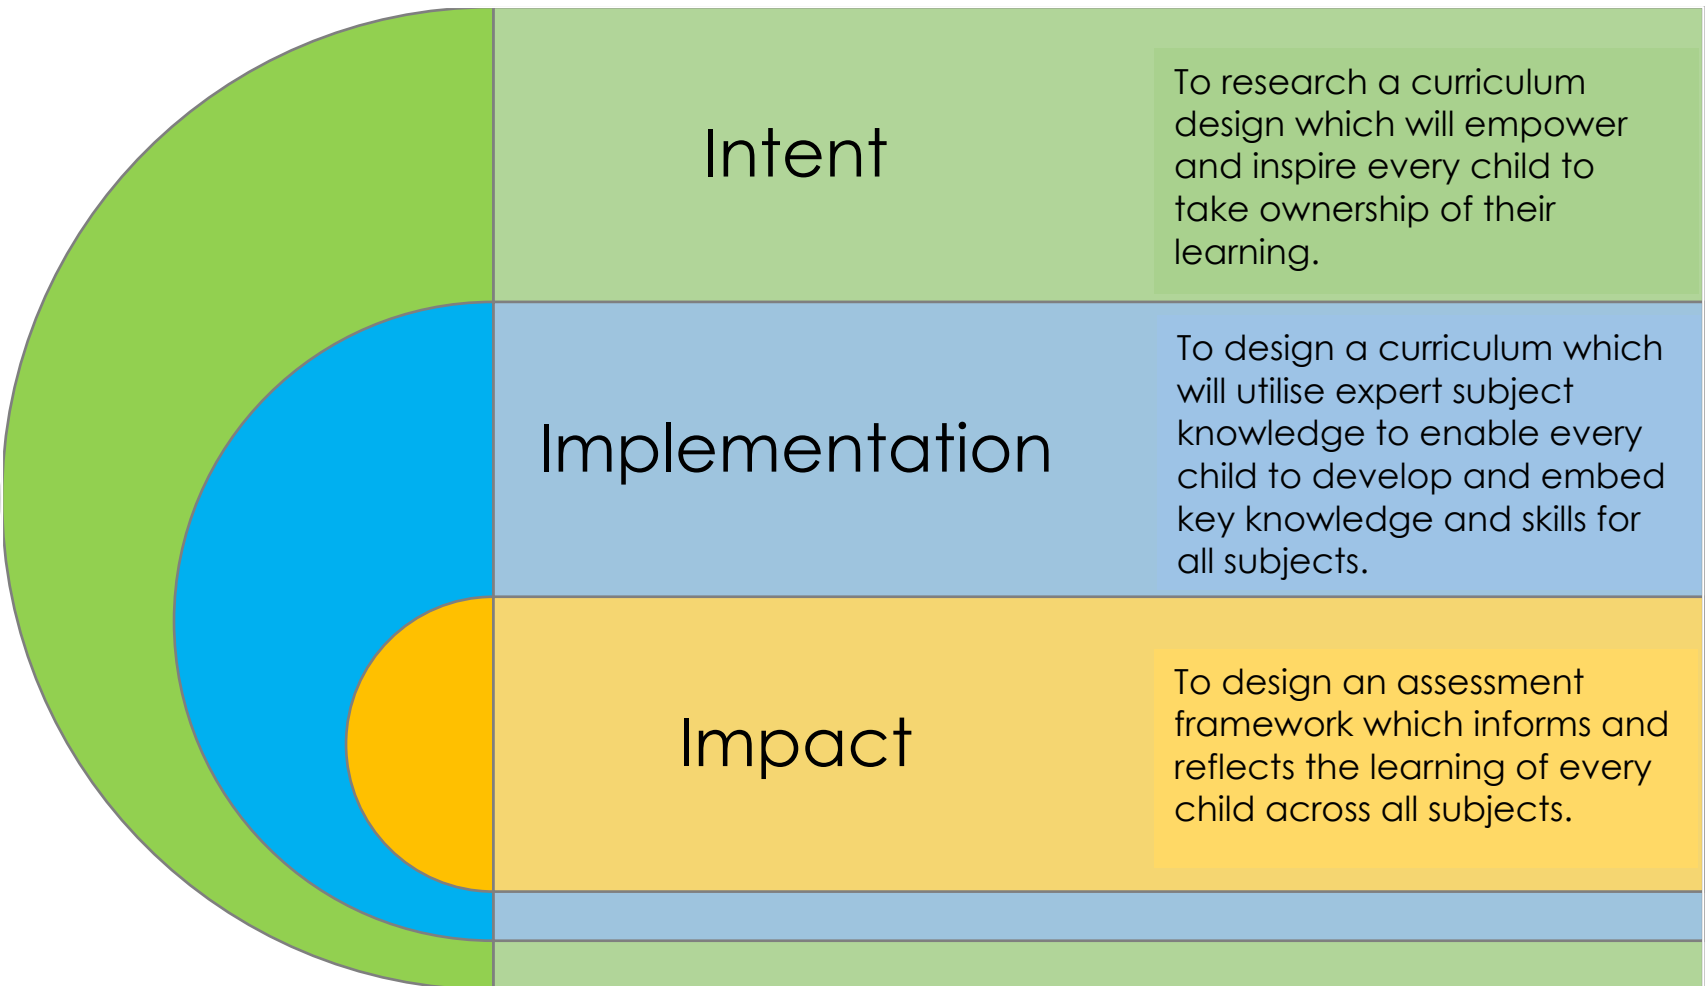 Intent
To research a curriculum
design which will empower
and inspire every child to
take ownership of their
learning.
Implementation
To design a curriculum which
will utilise expert subject
knowledge to enable every
child to develop and embed
key knowledge and skills for
all subjects.
Impact
To design an assessment
framework which informs and
reflects the learning of every
child across all subjects.